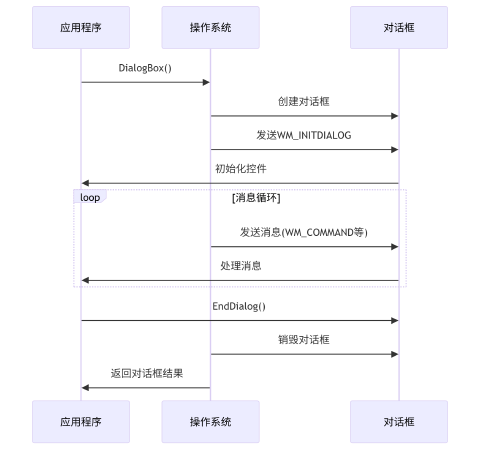 应用程序
操作系统
对话框
DialogBox()
创建对话框
发送WM_INITDIALOG
初始化控件
loop
[消息循环]
发送消息(WM_COMMAND等)
处理消息
EndDialog()
销毁对话框
返回对话框结果
应用程序
操作系统
对话框